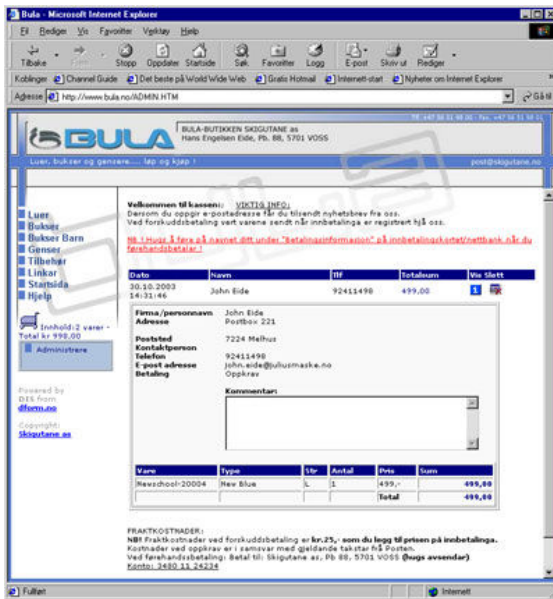 Bula - Microsoft Internet Explorer
Fil Rediger Vis Favoritter Verktøy Hjelp
Tilbake Stopp Oppdater Startside Søk Favoritter Logg E-post Skriv ut Rediger
Koblinger Channel Guide Det beste på World Wide Web Gratis Hotmail Internett-start Nyheter om Internet Explorer
Adresse http://www.bula.no/ADMIN.HTM Gå til
BULA
BULA-BUTIKKEN SKIGUTANE as
Hans Engelsen Eide, Pb. 88, 5701 VOSS
Luer, bukser og gensere.... løp og kjøp !
post@skigutane.no
Luer
Bukser
Bukser Barn
Genser
Tilbehør
Linkar
Startsida
Hjelp
Innhold:2 varer -
Total kr 998,00
Administrere
Powered by
DIS from
dform.no
Copyright:
Skigutane as
Velkommen til kassen: VIKTIG INFO:
Dersom du oppgir e-postadresse får du tilsendt nyhetsbrev fra oss.
Ved forskuddsbetaling vert varene sendt når innbetalinga er registrert hjå oss.
NB ! Hugs å føre på navnet ditt under "Betalingsinformasjon" på innbetalingskortet/nettbank når du
førehandsbetalar !
Dato Navn Tlf Totalsum Vis Slett
30.10.2003
14:31:46 John Eide 92411498 499,00
Firma/personnavn John Eide
Adresse Postbox 221
Poststed 7224 Melhus
Kontaktperson
Telefon 92411498
E-post adresse john.eide@juliusmaske.no
Betaling Oppkrav
Kommentar:
Vare Type Str Antal Pris Sum
Newschool-20004 New Blue L 1 499,- 499,00
Total 499,00
FRAKTKOSTNADER:
NB! Fraktkostnader ved forskuddsbetaling er kr.25,- som du legg til prisen på innbetalinga.
Kostnader ved oppkrav er i samsvar med gjeldande takstar frå Posten.
Ved førehandsbetaling: Betal til: Skigutane as, Pb 88, 5701 VOSS (hugs avsendar)
Konto: 3480 11 24234
Fullført Internett